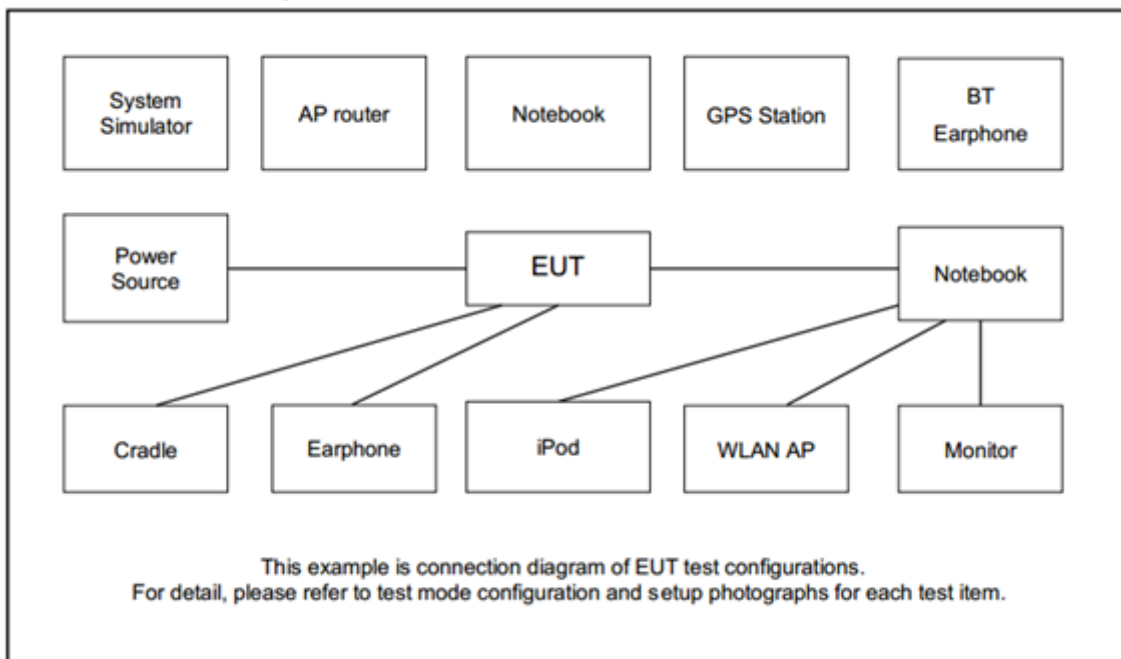 System
Simulator
AP router
Notebook
GPS Station
BT
Earphone
Power
Source
EUT
Notebook
Cradle
Earphone
iPod
WLAN AP
Monitor
This example is connection diagram of EUT test configurations.
For detail, please refer to test mode configuration and setup photographs for each test item.